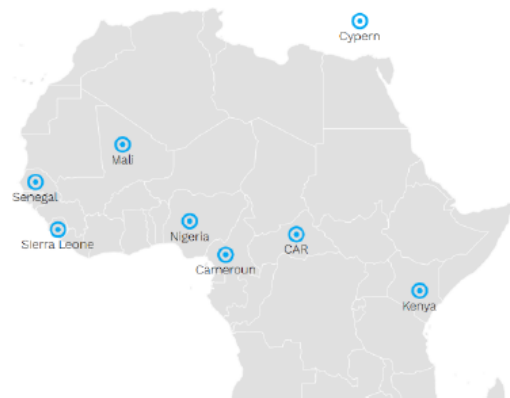 Cypern
Mali
Senegal
Sierra Leone
Nigeria
CAR
Cameroun
Kenya